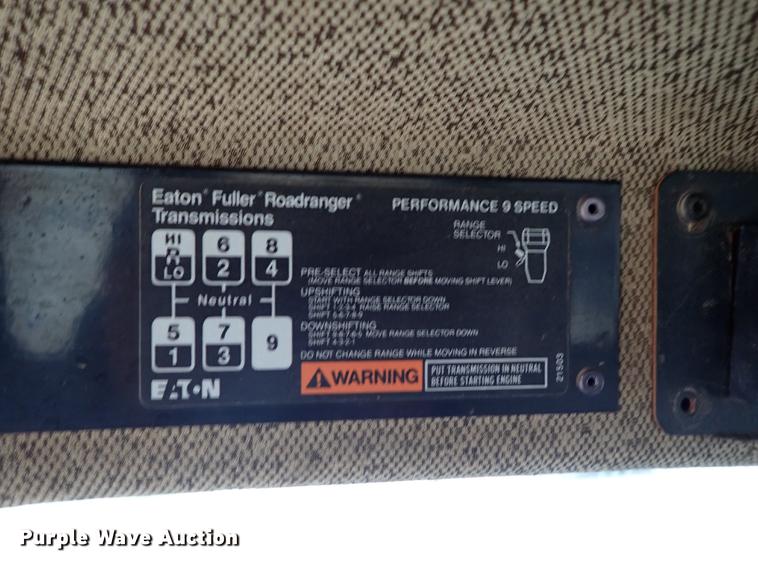 Eaton® Fuller® Roadranger®
Transmissions
PERFORMANCE 9 SPEED
HI
R
LO
6
2
8
4
Neutral
5
1
7
3
9
EATON
RANGE
SELECTOR
HI
LO
PRE-SELECT ALL RANGE SHIFTS
(MOVE RANGE SELECTOR BEFORE MOVING SHIFT LEVER)
UPSHIFTING
START WITH RANGE SELECTOR DOWN
SHIFT 1-2-3-4 RAISE RANGE SELECTOR
SHIFT 5-6-7-8-9
DOWNSHIFTING
SHIFT 9-8-7-6-5 MOVE RANGE SELECTOR DOWN
SHIFT 4-3-2-1
DO NOT CHANGE RANGE WHILE MOVING IN REVERSE
WARNING
PUT TRANSMISSION IN NEUTRAL
BEFORE STARTING ENGINE
21503
Purple Wave Auction